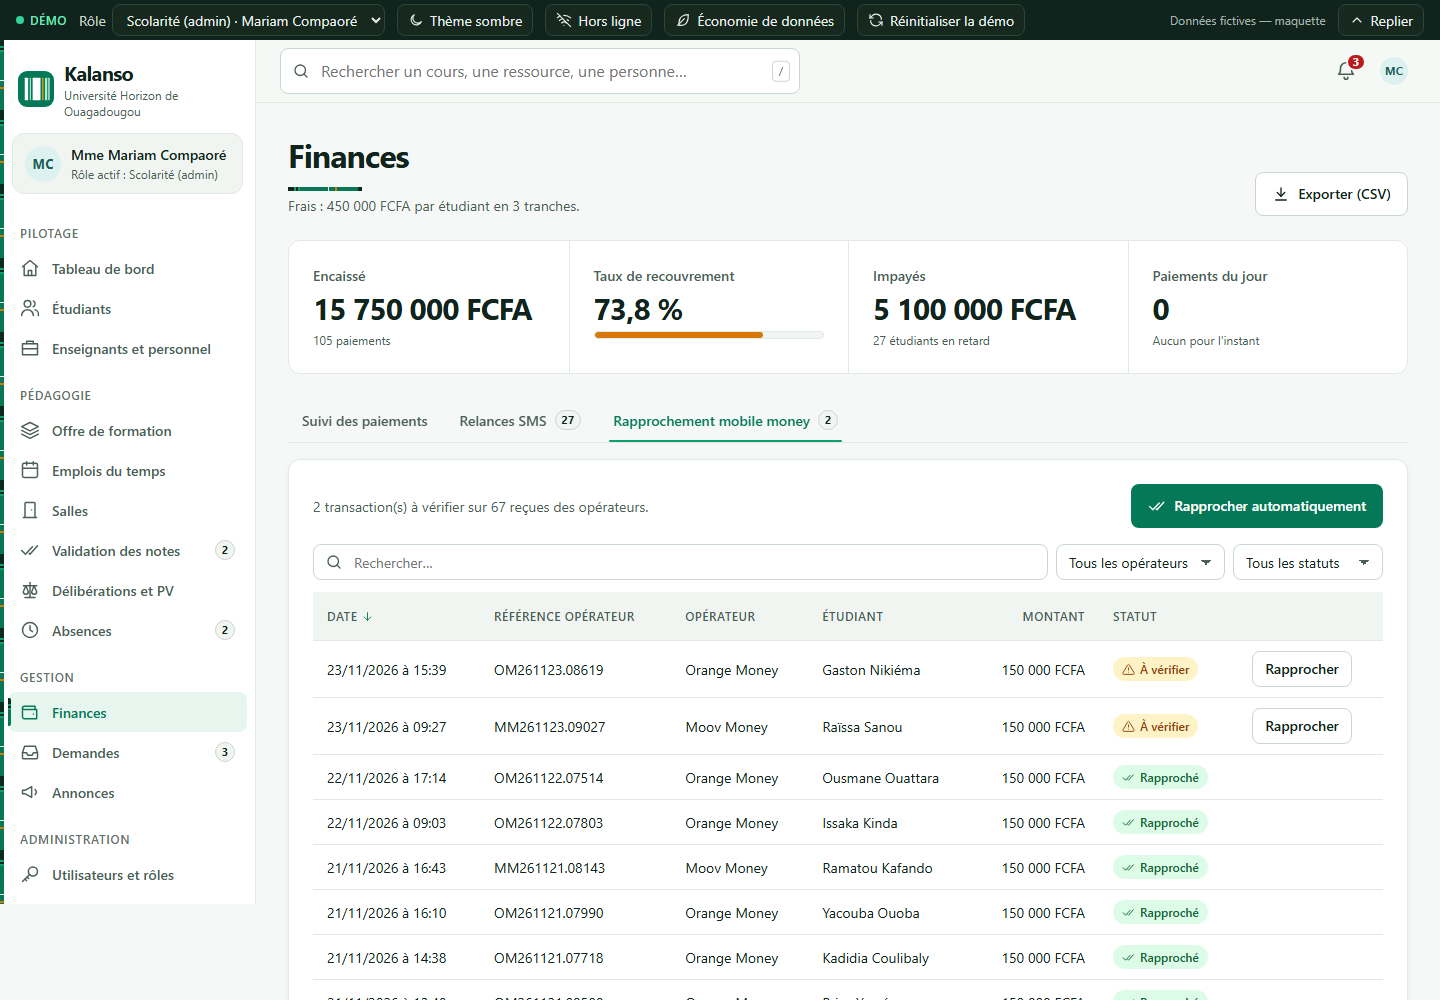 DÉMO Rôle Scolarité (admin) · Mariam Compaoré Thème sombre Hors ligne Économie de données Réinitialiser la démo Données fictives — maquette Replier
Kalanso
Université Horizon de
Ouagadougou
MC
Mme Mariam Compaoré
Rôle actif : Scolarité (admin)
PILOTAGE
Tableau de bord
Étudiants
Enseignants et personnel
PÉDAGOGIE
Offre de formation
Emplois du temps
Salles
Validation des notes 2
Délibérations et PV
Absences 2
GESTION
Finances
Demandes 3
Annonces
ADMINISTRATION
Utilisateurs et rôles
Rechercher un cours, une ressource, une personne... / 3 MC
Finances
Frais : 450 000 FCFA par étudiant en 3 tranches.
Exporter (CSV)
Encaissé
15 750 000 FCFA
105 paiements
Taux de recouvrement
73,8 %
Impayés
5 100 000 FCFA
27 étudiants en retard
Paiements du jour
0
Aucun pour l'instant
Suivi des paiements Relances SMS 27 Rapprochement mobile money 2
2 transaction(s) à vérifier sur 67 reçues des opérateurs.
Rapprocher automatiquement
Rechercher... Tous les opérateurs Tous les statuts
DATE ↓ RÉFÉRENCE OPÉRATEUR OPÉRATEUR ÉTUDIANT MONTANT STATUT
23/11/2026 à 15:39 OM261123.08619 Orange Money Gaston Nikiéma 150 000 FCFA À vérifier Rapprocher
23/11/2026 à 09:27 MM261123.09027 Moov Money Raïssa Sanou 150 000 FCFA À vérifier Rapprocher
22/11/2026 à 17:14 OM261122.07514 Orange Money Ousmane Ouattara 150 000 FCFA Rapproché
22/11/2026 à 09:03 OM261122.07803 Orange Money Issaka Kinda 150 000 FCFA Rapproché
21/11/2026 à 16:43 MM261121.08143 Moov Money Ramatou Kafando 150 000 FCFA Rapproché
21/11/2026 à 16:10 OM261121.07990 Orange Money Yacouba Ouoba 150 000 FCFA Rapproché
21/11/2026 à 14:38 OM261121.07718 Orange Money Kadidia Coulibaly 150 000 FCFA Rapproché